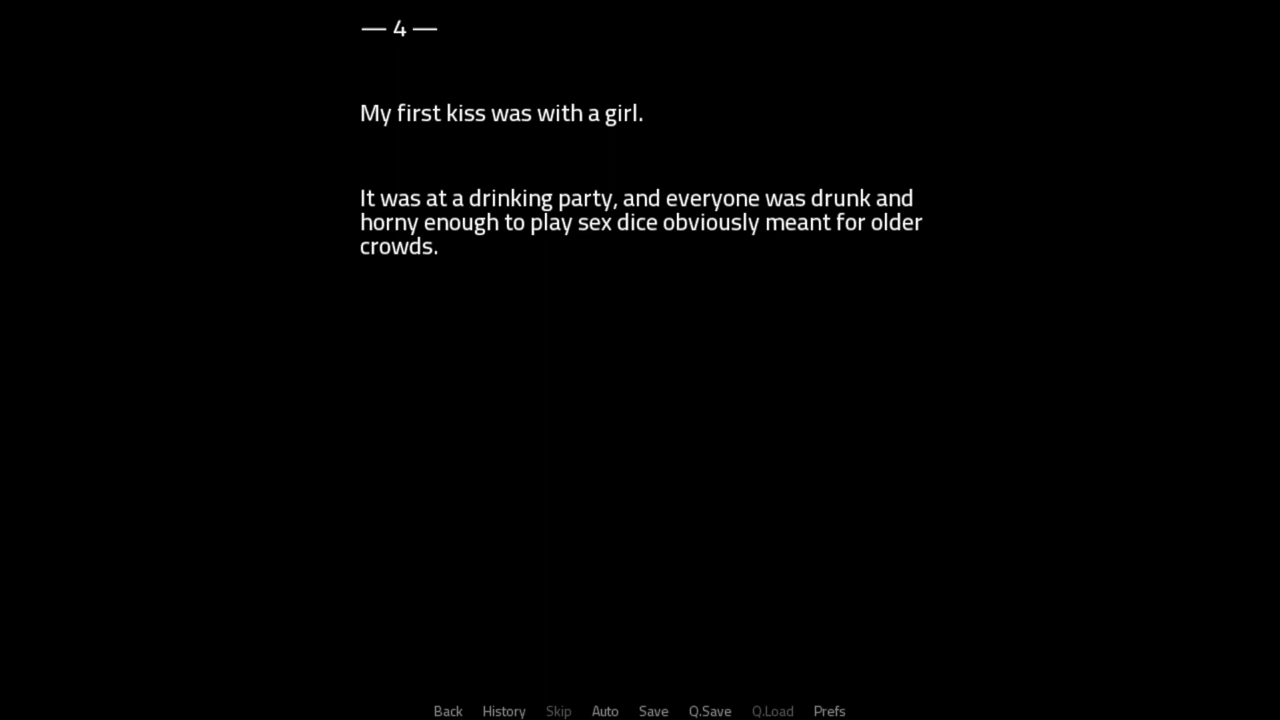 — 4 —
My first kiss was with a girl.
It was at a drinking party, and everyone was drunk and
horny enough to play sex dice obviously meant for older
crowds.
Back History Skip Auto Save Q.Save Q.Load Prefs